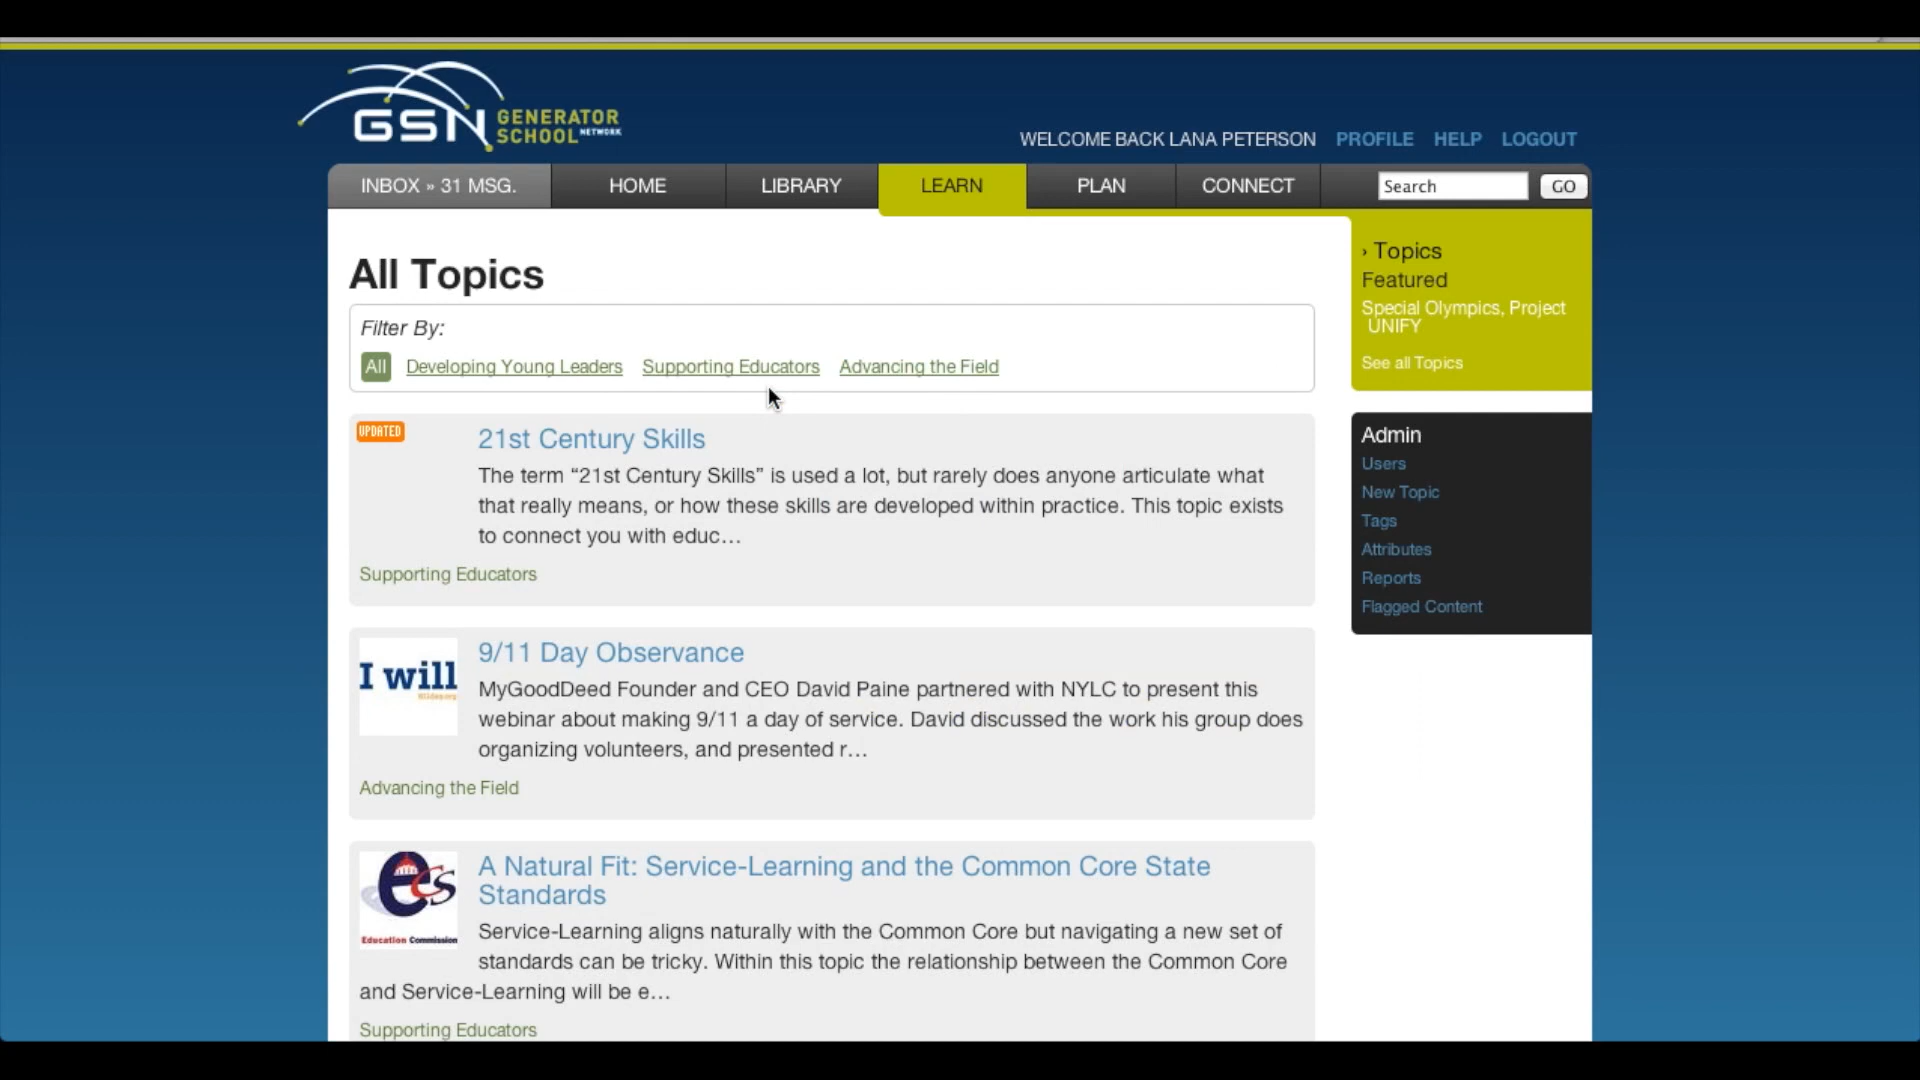 GSN GENERATOR
SCHOOL NETWORK
WELCOME BACK LANA PETERSON PROFILE HELP LOGOUT
INBOX » 31 MSG. HOME LIBRARY LEARN PLAN CONNECT Search GO
All Topics
Filter By:
All Developing Young Leaders Supporting Educators Advancing the Field
UPDATED
21st Century Skills
The term “21st Century Skills” is used a lot, but rarely does anyone articulate what
that really means, or how these skills are developed within practice. This topic exists
to connect you with educ…
Supporting Educators
I will
9/11 Day Observance
MyGoodDeed Founder and CEO David Paine partnered with NYLC to present this
webinar about making 9/11 a day of service. David discussed the work his group does
organizing volunteers, and presented r…
Advancing the Field
ecs
Education Commission
A Natural Fit: Service-Learning and the Common Core State
Standards
Service-Learning aligns naturally with the Common Core but navigating a new set of
standards can be tricky. Within this topic the relationship between the Common Core
and Service-Learning will be e…
Supporting Educators
› Topics
Featured
Special Olympics, Project
UNIFY
See all Topics
Admin
Users
New Topic
Tags
Attributes
Reports
Flagged Content